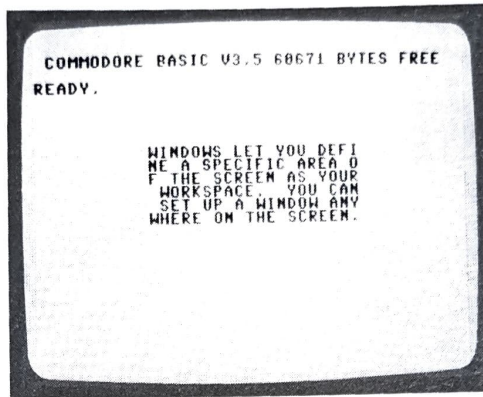 COMMODORE BASIC V3.5 60671 BYTES FREE
READY.
WINDOWS LET YOU DEFI
NE A SPECIFIC AREA O
F THE SCREEN AS YOUR
WORKSPACE. YOU CAN
SET UP A WINDOW ANY
WHERE ON THE SCREEN.